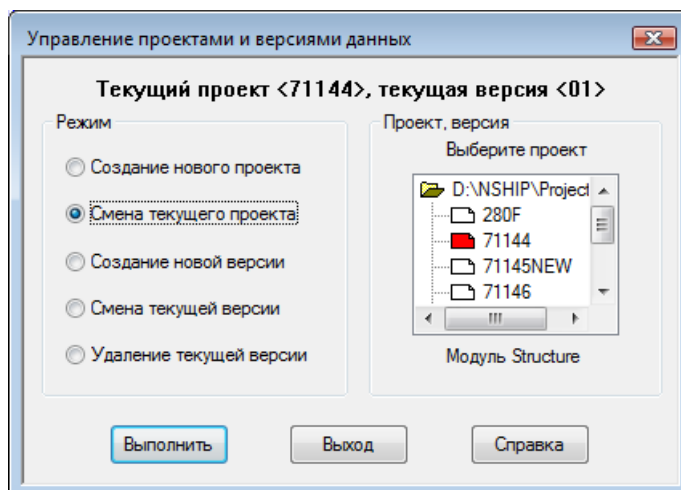 Управление проектами и версиями данных
Текущий проект <71144>, текущая версия <01>
Режим
Создание нового проекта
Смена текущего проекта
Создание новой версии
Смена текущей версии
Удаление текущей версии
Проект, версия
Выберите проект
D:\NSHIP\Project
280F
71144
71145NEW
71146
Модуль Structure
Выполнить
Выход
Справка